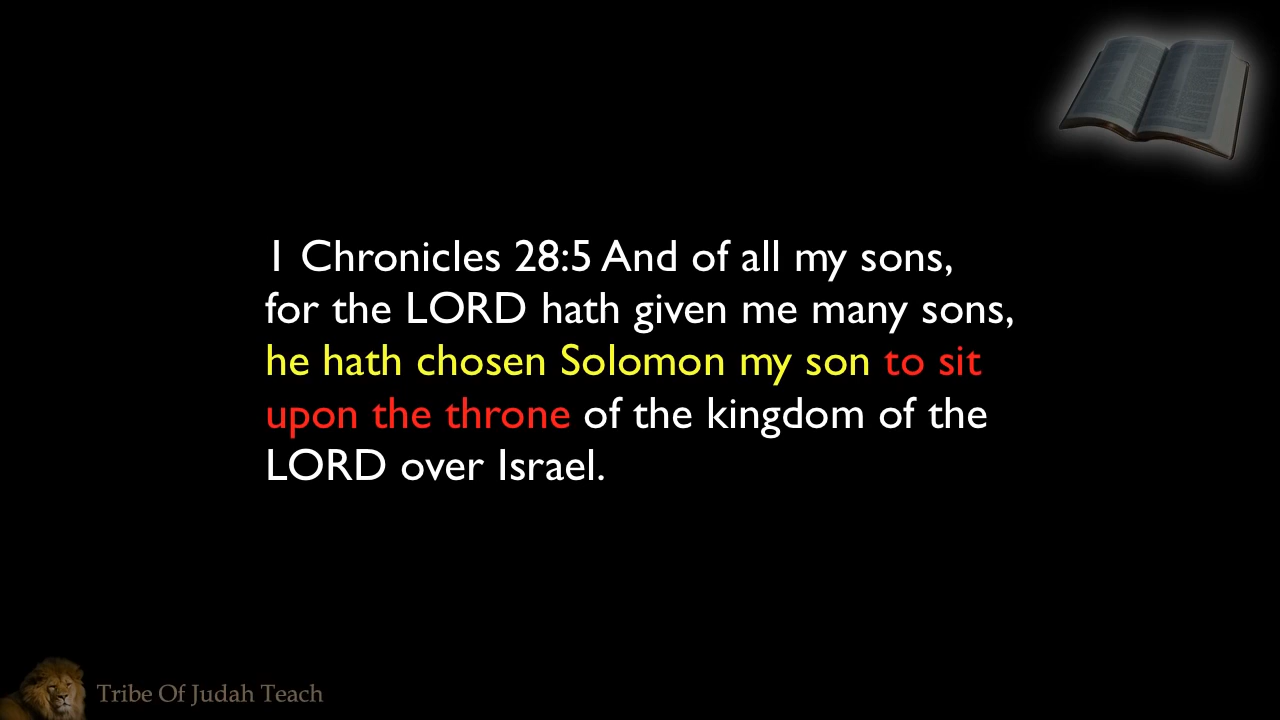 1 Chronicles 28:5 And of all my sons,
for the LORD hath given me many sons,
he hath chosen Solomon my son to sit
upon the throne of the kingdom of the
LORD over Israel.
Tribe Of Judah Teach